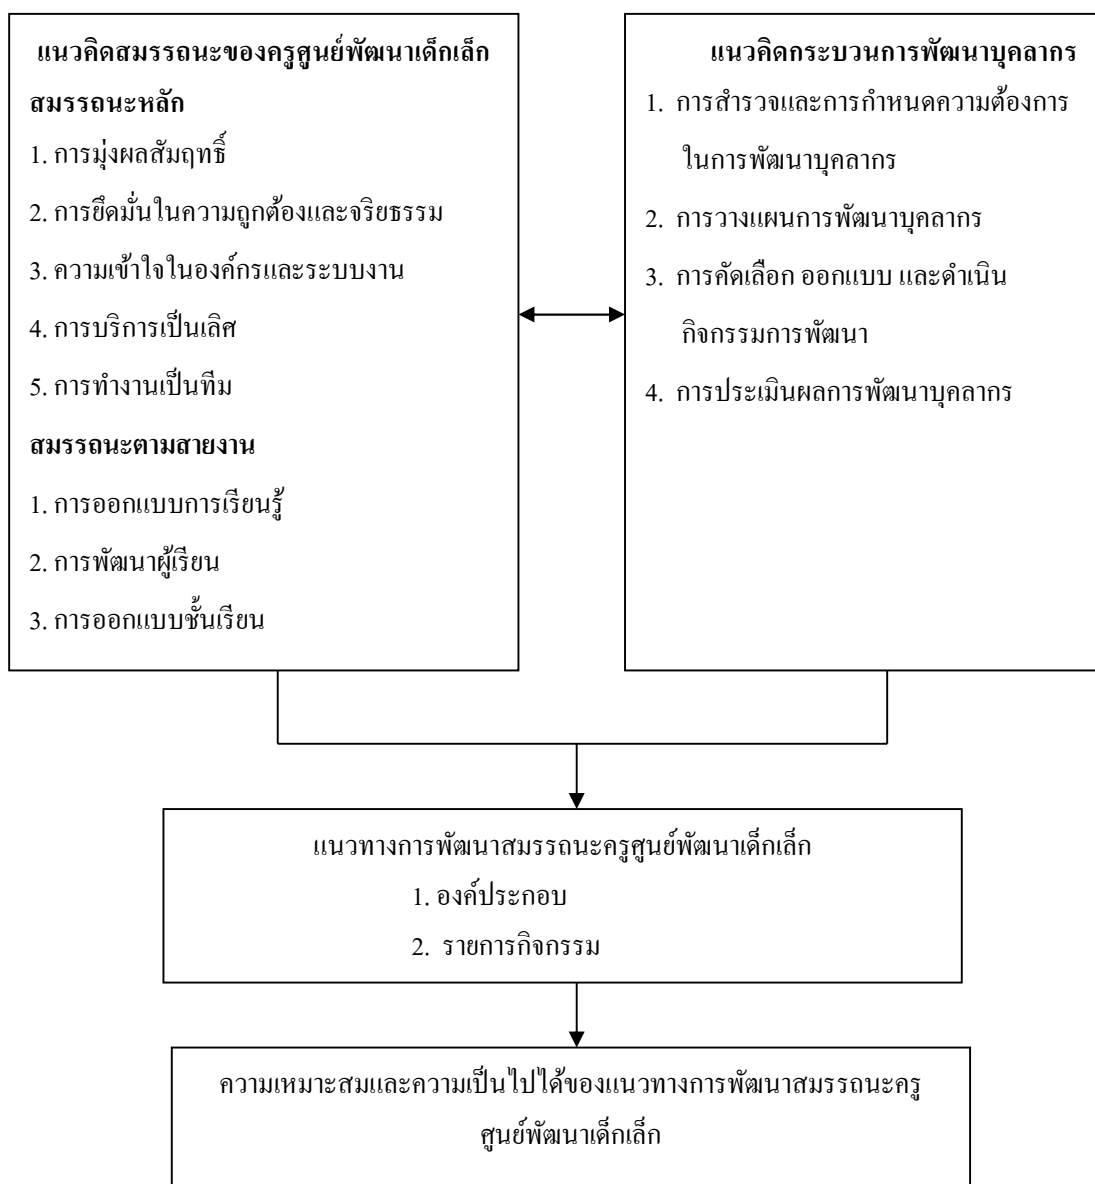 แนวคิดสมรรถนะของครูศูนย์พัฒนาเด็กเล็ก
สมรรถนะหลัก
1. การมุ่งผลสัมฤทธิ์
2. การยึดมั่นในความถูกต้องและจริยธรรม
3. ความเข้าใจในองค์กรและระบบงาน
4. การบริการเป็นเลิศ
5. การทำงานเป็นทีม
สมรรถนะตามสายงาน
1. การออกแบบการเรียนรู้
2. การพัฒนาผู้เรียน
3. การออกแบบชั้นเรียน
แนวคิดกระบวนการพัฒนาบุคลากร
1. การสำรวจและการกำหนดความต้องการ
ในการพัฒนาบุคลากร
2. การวางแผนการพัฒนาบุคลากร
3. การคัดเลือก ออกแบบ และดำเนิน
กิจกรรมการพัฒนา
4. การประเมินผลการพัฒนาบุคลากร
แนวทางการพัฒนาสมรรถนะครูศูนย์พัฒนาเด็กเล็ก
1. องค์ประกอบ
2. รายการกิจกรรม
ความเหมาะสมและความเป็นไปได้ของแนวทางการพัฒนาสมรรถนะครู
ศูนย์พัฒนาเด็กเล็ก